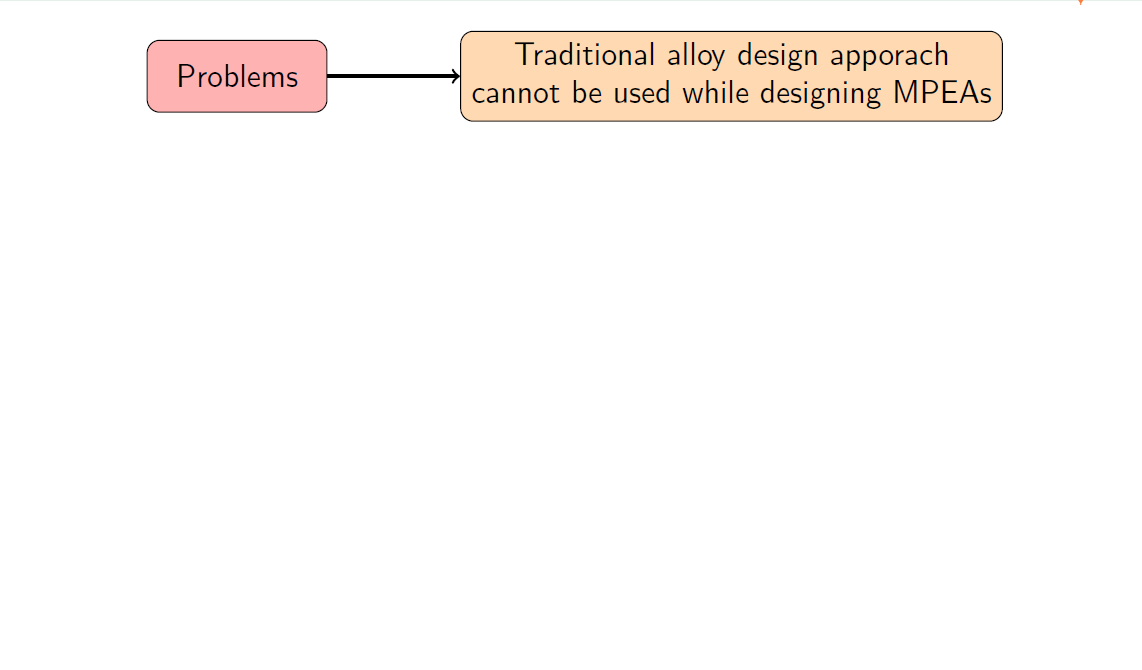 Problems
Traditional alloy design apporach
cannot be used while designing MPEAs